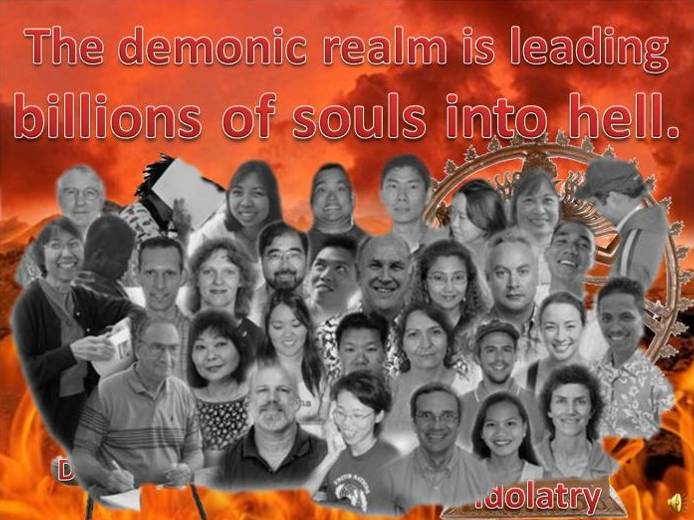 The demonic realm is leading
billions of souls into hell.
D
Idolatry